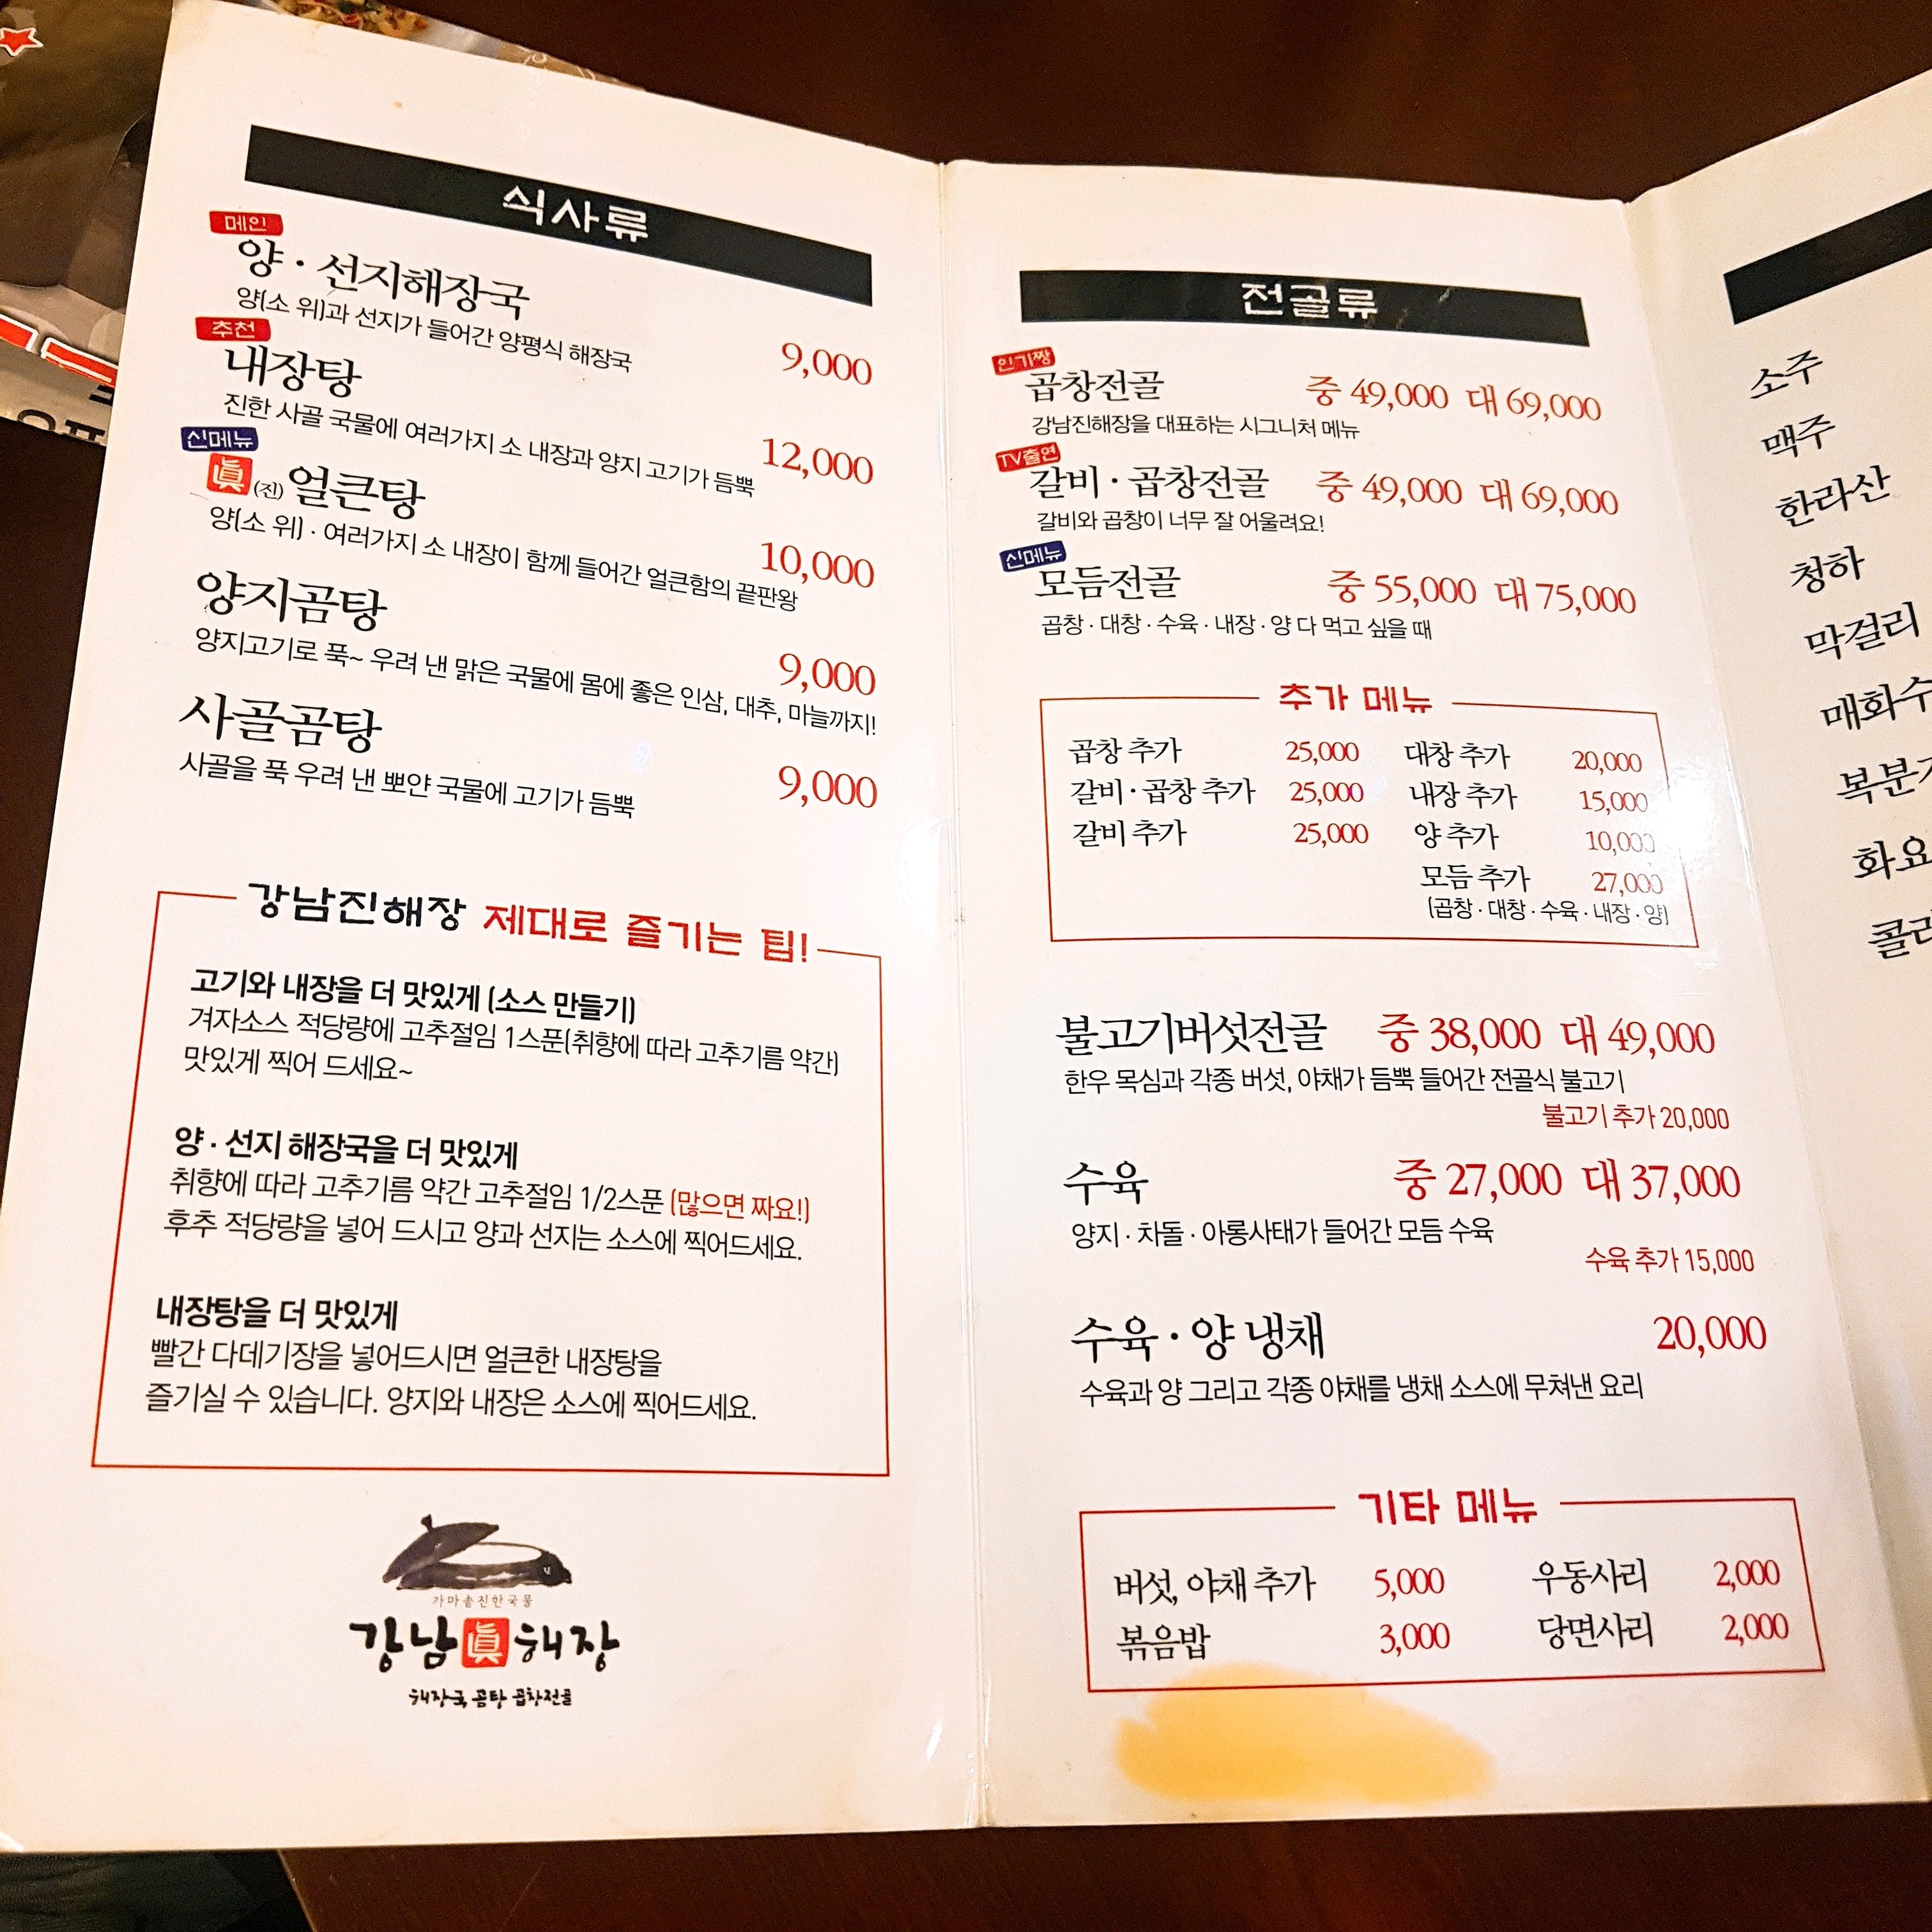 식사류
메인
양 · 선지해장국
양(소 위)과 선지가 들어간 양평식 해장국
9,000
추천
내장탕
진한 사골 국물에 여러가지 소 내장과 양지 고기가 듬뿍
12,000
신메뉴
眞(진) 얼큰탕
양(소 위) · 여러가지 소 내장이 함께 들어간 얼큰함의 끝판왕
10,000
양지곰탕
양지고기로 푹~ 우려 낸 맑은 국물에 몸에 좋은 인삼, 대추, 마늘까지!
9,000
사골곰탕
사골을 푹 우려 낸 뽀얀 국물에 고기가 듬뿍
9,000
강남진해장 제대로 즐기는 팁!
고기와 내장을 더 맛있게 (소스 만들기)
겨자소스 적당량에 고추절임 1스푼(취향에 따라 고추기름 약간)
맛있게 찍어 드세요~
양 · 선지 해장국을 더 맛있게
취향에 따라 고추기름 약간 고추절임 1/2스푼 (많으면 짜요!)
후추 적당량을 넣어 드시고 양과 선지는 소스에 찍어드세요.
내장탕을 더 맛있게
빨간 다데기장을 넣어드시면 얼큰한 내장탕을
즐기실 수 있습니다. 양지와 내장은 소스에 찍어드세요.
가마솥진한국물
강남眞해장
해장국 곰탕 곱창전골
전골류
인기짱
곱창전골 중 49,000 대 69,000
강남진해장을 대표하는 시그니처 메뉴
TV출연
갈비 · 곱창전골 중 49,000 대 69,000
갈비와 곱창이 너무 잘 어울려요!
신메뉴
모듬전골 중 55,000 대 75,000
곱창 · 대창 · 수육 · 내장 · 양 다 먹고 싶을 때
추가 메뉴
곱창 추가 25,000 대창 추가 20,000
갈비 · 곱창 추가 25,000 내장 추가 15,000
갈비 추가 25,000 양 추가 10,000
모듬 추가 27,000
(곱창 · 대창 · 수육 · 내장 · 양)
불고기버섯전골 중 38,000 대 49,000
한우 목심과 각종 버섯, 야채가 듬뿍 들어간 전골식 불고기
불고기 추가 20,000
수육 중 27,000 대 37,000
양지 · 차돌 · 아롱사태가 들어간 모듬 수육
수육 추가 15,000
수육 · 양 냉채 20,000
수육과 양 그리고 각종 야채를 냉채 소스에 무쳐낸 요리
기타 메뉴
버섯, 야채 추가 5,000 우동사리 2,000
볶음밥 3,000 당면사리 2,000
소주
맥주
한라산
청하
막걸리
매화수
복분
화요